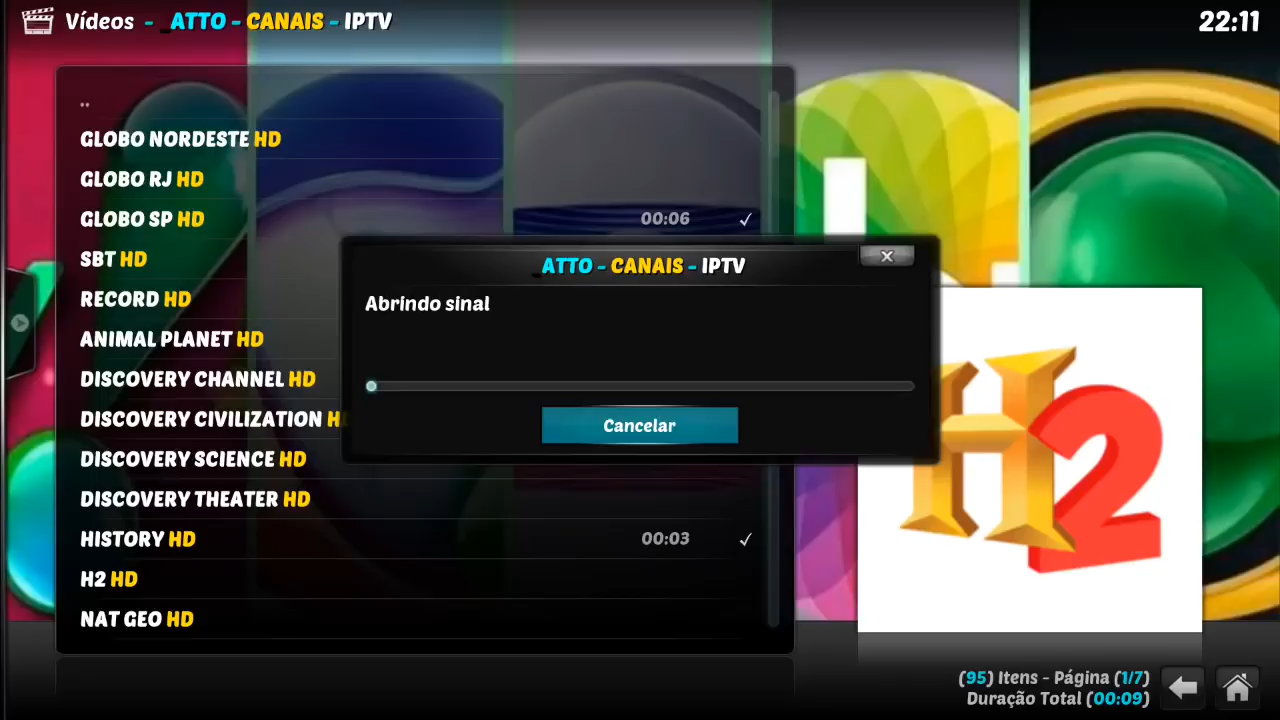 Vídeos - _ATTO - CANAIS - IPTV
22:11
..
GLOBO NORDESTE HD
GLOBO RJ HD
GLOBO SP HD 00:06 ✓
SBT HD
RECORD HD
ANIMAL PLANET HD
DISCOVERY CHANNEL HD
DISCOVERY CIVILIZATION
DISCOVERY SCIENCE HD
DISCOVERY THEATER HD
HISTORY HD 00:03 ✓
H2 HD
NAT GEO HD
_ATTO - CANAIS - IPTV
Abrindo sinal
Cancelar
H2
(95) Itens - Página (1/7)
Duração Total (00:09)